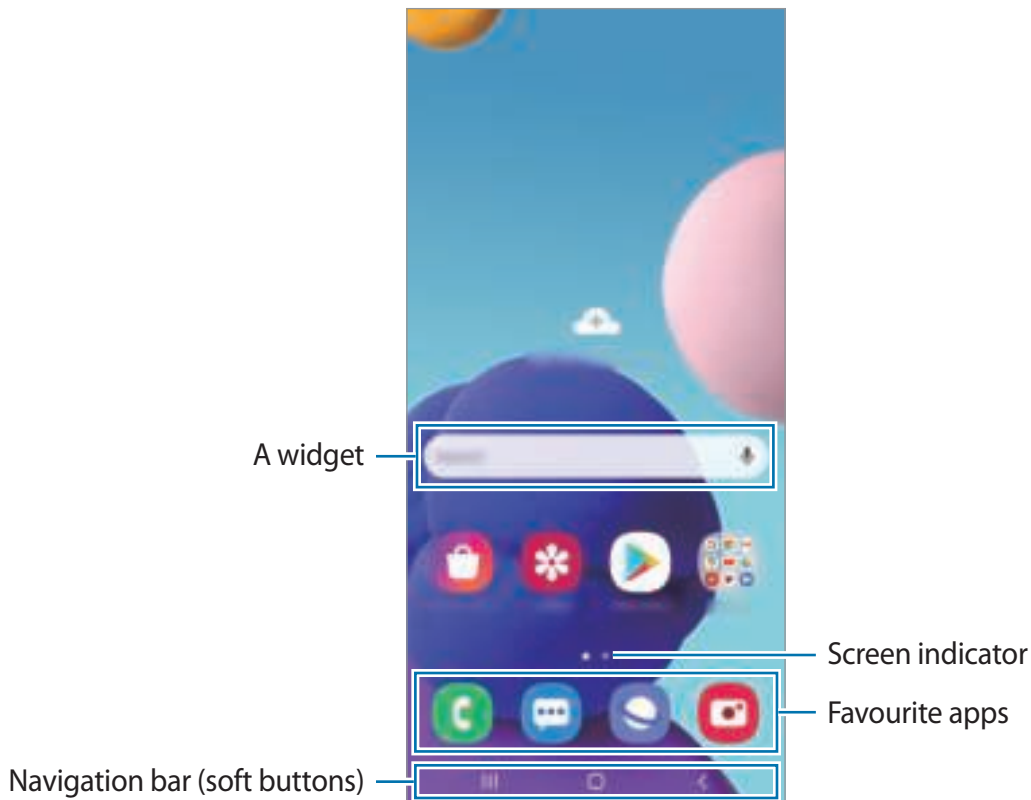 A widget
Screen indicator
Favourite apps
Navigation bar (soft buttons)